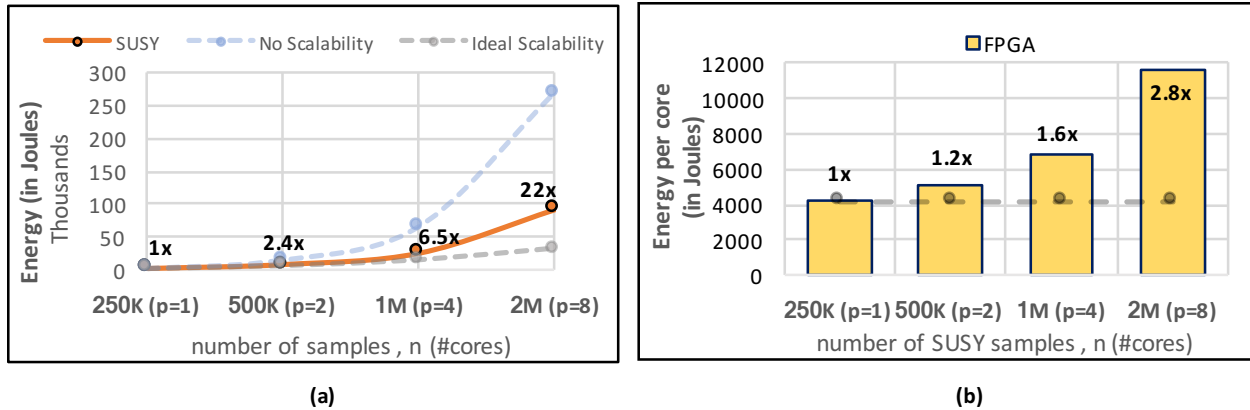 SUSY No Scalability Ideal Scalability
Energy (in Joules)
Thousands
300
250
200
150
100
50
0
1x
2.4x
6.5x
22x
250K (p=1) 500K (p=2) 1M (p=4) 2M (p=8)
number of samples , n (#cores)
(a)
FPGA
Energy per core
(in Joules)
12000
10000
8000
6000
4000
2000
0
1x
1.2x
1.6x
2.8x
250K (p=1) 500K (p=2) 1M (p=4) 2M (p=8)
number of SUSY samples , n (#cores)
(b)